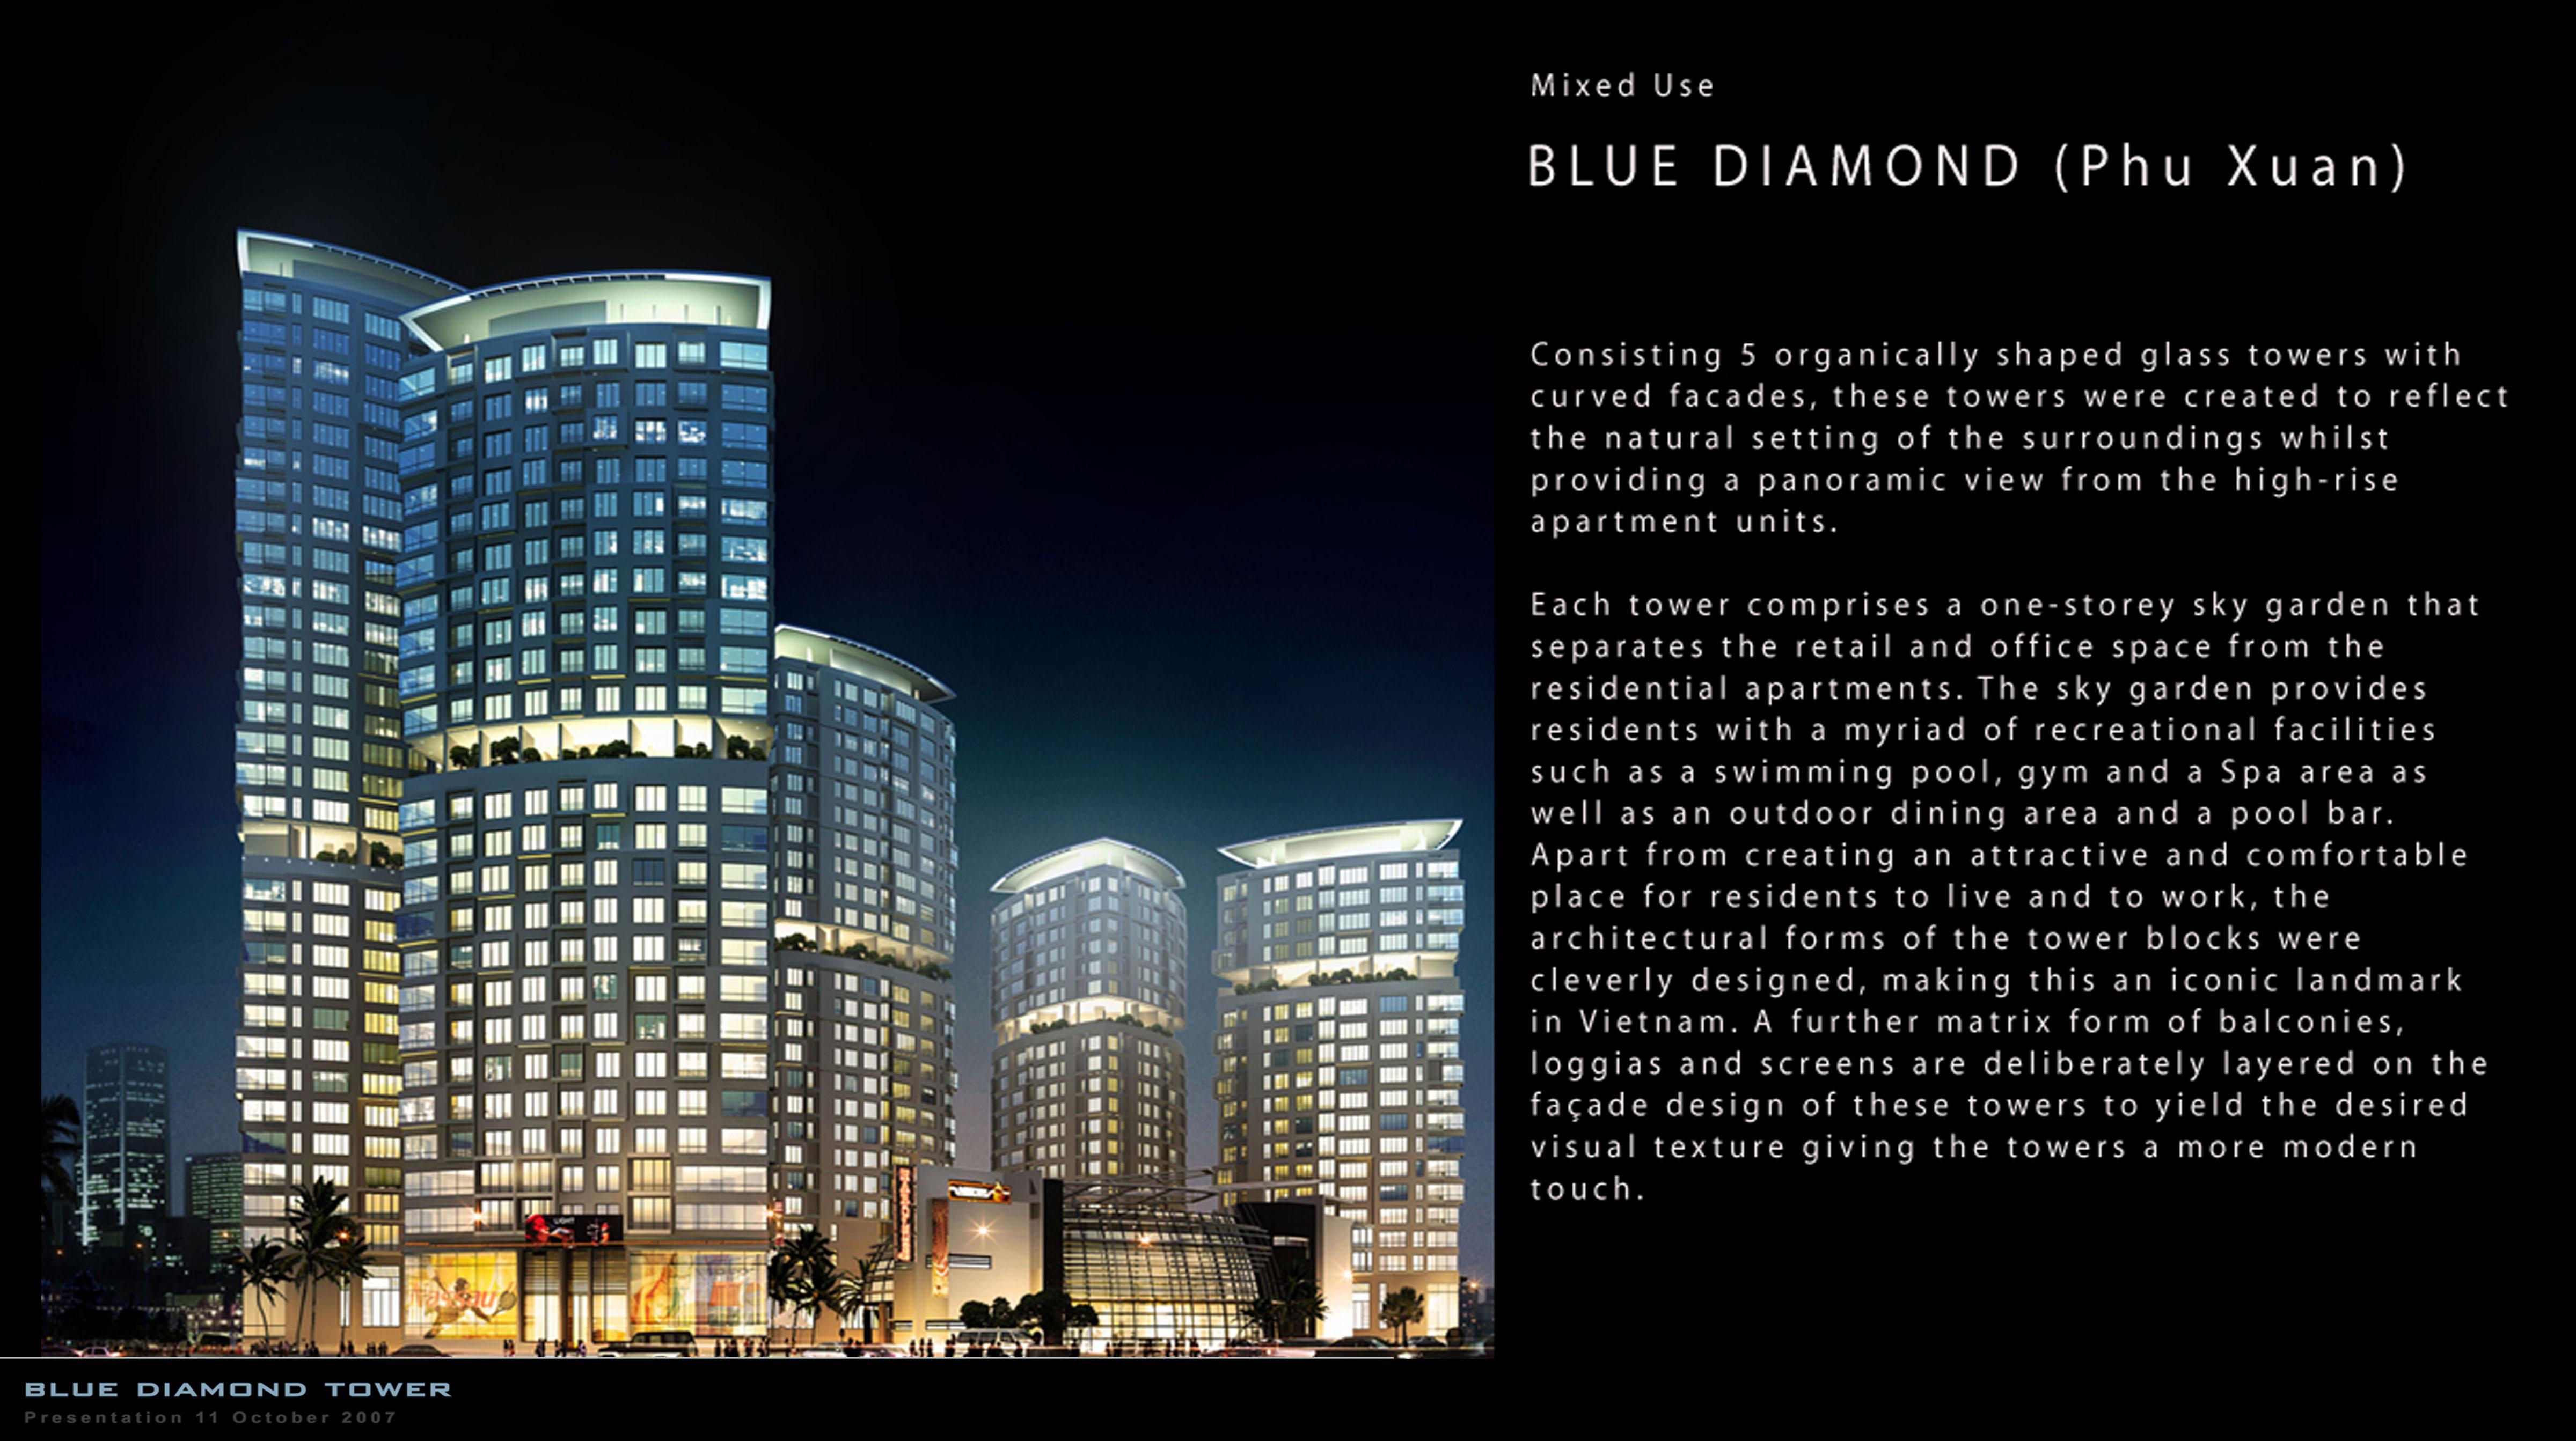 Mixed Use
BLUE DIAMOND (Phu Xuan)
Consisting 5 organically shaped glass towers with
curved facades, these towers were created to reflect
the natural setting of the surroundings whilst
providing a panoramic view from the high-rise
apartment units.
Each tower comprises a one-storey sky garden that
separates the retail and office space from the
residential apartments. The sky garden provides
residents with a myriad of recreational facilities
such as a swimming pool, gym and a Spa area as
well as an outdoor dining area and a pool bar.
Apart from creating an attractive and comfortable
place for residents to live and to work, the
architectural forms of the tower blocks were
cleverly designed, making this an iconic landmark
in Vietnam. A further matrix form of balconies,
loggias and screens are deliberately layered on the
façade design of these towers to yield the desired
visual texture giving the towers a more modern
touch.
LIGHT
BLUE DIAMOND TOWER
Presentation 11 October 2007